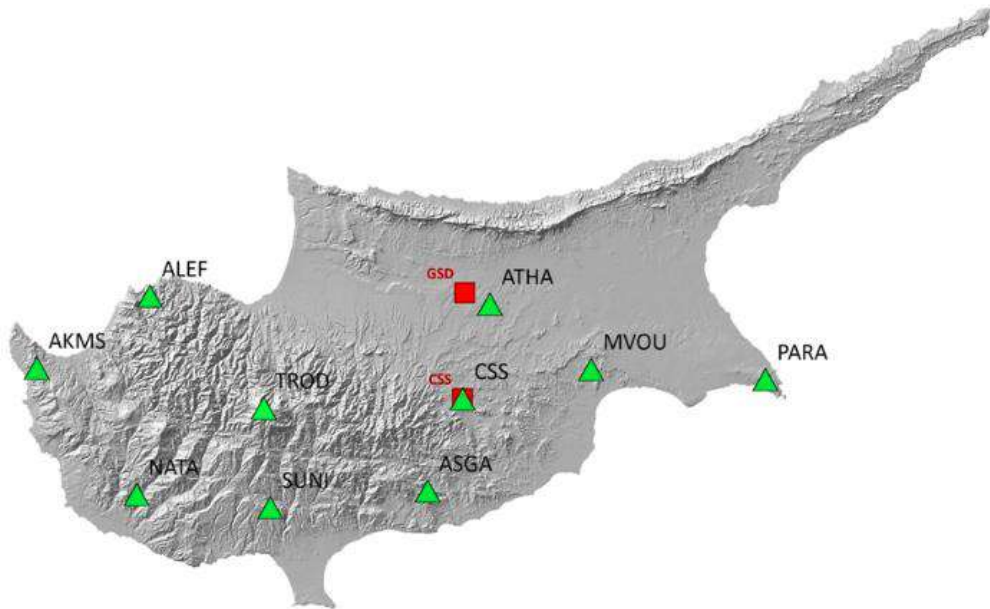 ALEF
GSD
ATHA
AKMS
MVOU
PARA
TROD
CSS
CSS
NATA
SUNI
ASGA